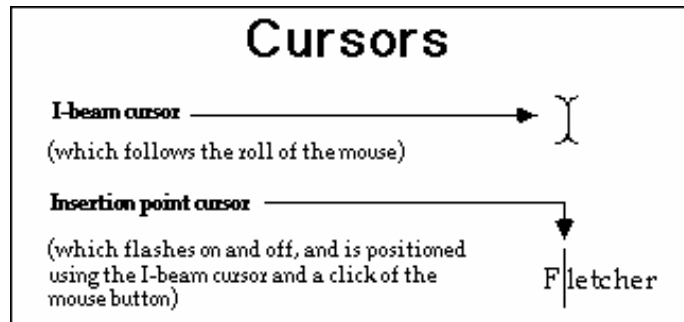 Cursors
I-beam cursor
(which follows the roll of the mouse)
Insertion point cursor
(which flashes on and off, and is positioned
using the I-beam cursor and a click of the
mouse button)
Fletcher